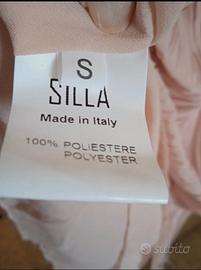 S
SILLA
Made in Italy
100% POLIESTERE
POLYESTER
subito